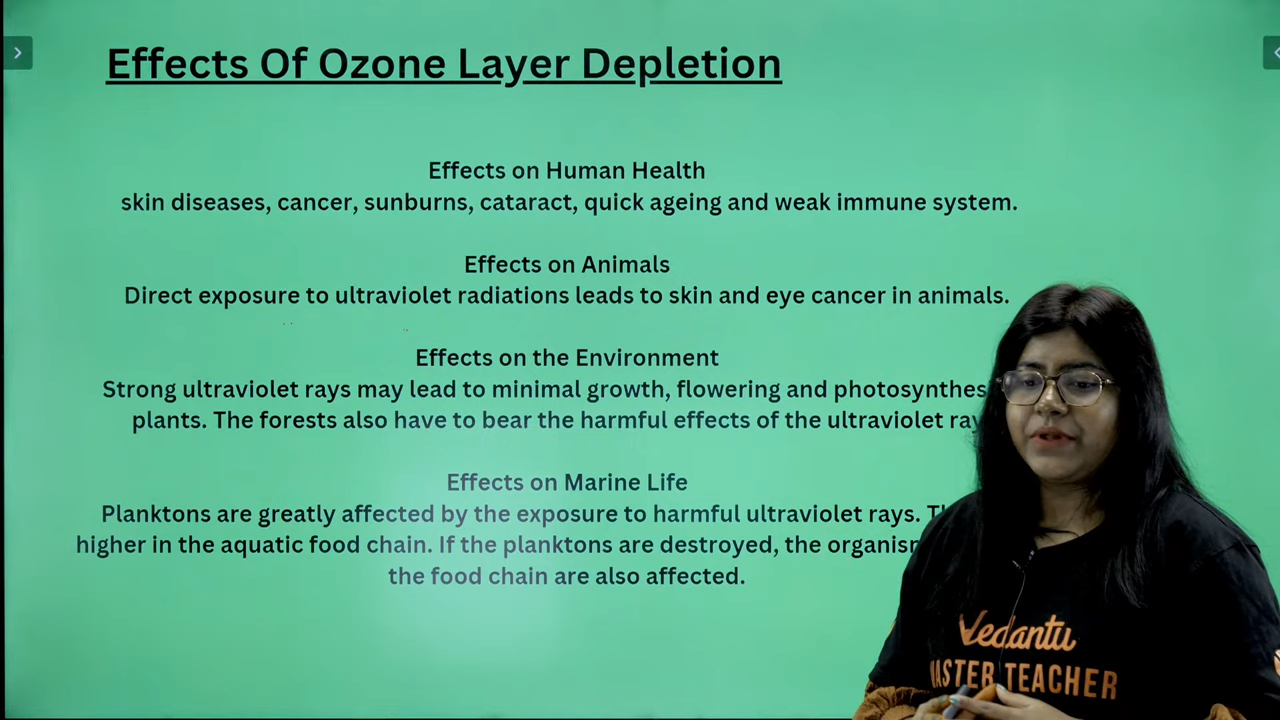 Effects Of Ozone Layer Depletion
Effects on Human Health
skin diseases, cancer, sunburns, cataract, quick ageing and weak immune system.
Effects on Animals
Direct exposure to ultraviolet radiations leads to skin and eye cancer in animals.
Effects on the Environment
Strong ultraviolet rays may lead to minimal growth, flowering and
plants. The forests also have to bear the harmful effects of the ultraviolet
Effects on Marine Life
Planktons are greatly affected by the exposure to harmful ultraviolet rays.
higher in the aquatic food chain. If the planktons are destroyed, the
the food chain are also affected.
Vedantu
MASTER TEACHER